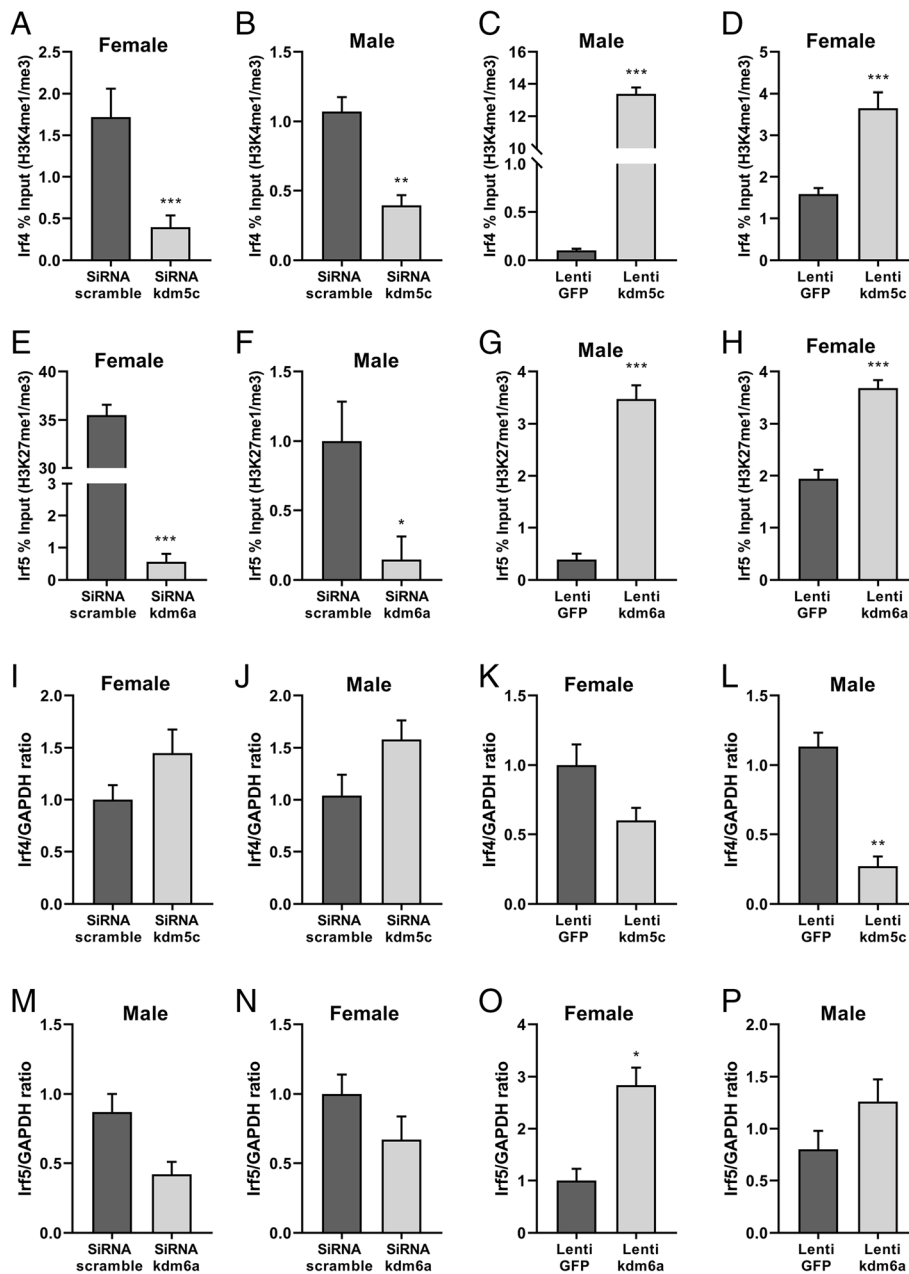 A
Female
Irf4 % Input (H3K4me1/me3)
2.5
2.0
1.5
1.0
0.5
0.0
***
SiRNA scramble
SiRNA kdm5c
B
Male
Irf4 % Input (H3K4me1/me3)
1.5
1.0
0.5
0.0
**
SiRNA scramble
SiRNA kdm5c
C
Male
Irf4 % Input (H3K4me1/me3)
16
14
12
10
1.0
0.5
0.0
***
Lenti GFP
Lenti kdm5c
D
Female
Irf4 % Input (H3K4me1/me3)
5
4
3
2
1
0
***
Lenti GFP
Lenti kdm5c
E
Female
Irf5 % Input (H3K27me1/me3)
40
35
30
3
2
1
0
***
SiRNA scramble
SiRNA kdm6a
F
Male
Irf5 % Input (H3K27me1/me3)
1.5
1.0
0.5
0.0
*
SiRNA scramble
SiRNA kdm6a
G
Male
Irf5 % Input (H3K27me1/me3)
4
3
2
1
0
***
Lenti GFP
Lenti kdm6a
H
Female
Irf5 % Input (H3K27me1/me3)
4
3
2
1
0
***
Lenti GFP
Lenti kdm6a
I
Female
Irf4/GAPDH ratio
2.0
1.5
1.0
0.5
0.0
SiRNA scramble
SiRNA kdm5c
J
Male
Irf4/GAPDH ratio
2.0
1.5
1.0
0.5
0.0
SiRNA scramble
SiRNA kdm5c
K
Female
Irf4/GAPDH ratio
1.5
1.0
0.5
0.0
Lenti GFP
Lenti kdm5c
L
Male
Irf4/GAPDH ratio
1.5
1.0
0.5
0.0
**
Lenti GFP
Lenti kdm5c
M
Male
Irf5/GAPDH ratio
1.5
1.0
0.5
0.0
SiRNA scramble
SiRNA kdm6a
N
Female
Irf5/GAPDH ratio
1.5
1.0
0.5
0.0
SiRNA scramble
SiRNA kdm6a
O
Female
Irf5/GAPDH ratio
4
3
2
1
0
*
Lenti GFP
Lenti kdm6a
P
Male
Irf5/GAPDH ratio
2.0
1.5
1.0
0.5
0.0
Lenti GFP
Lenti kdm6a